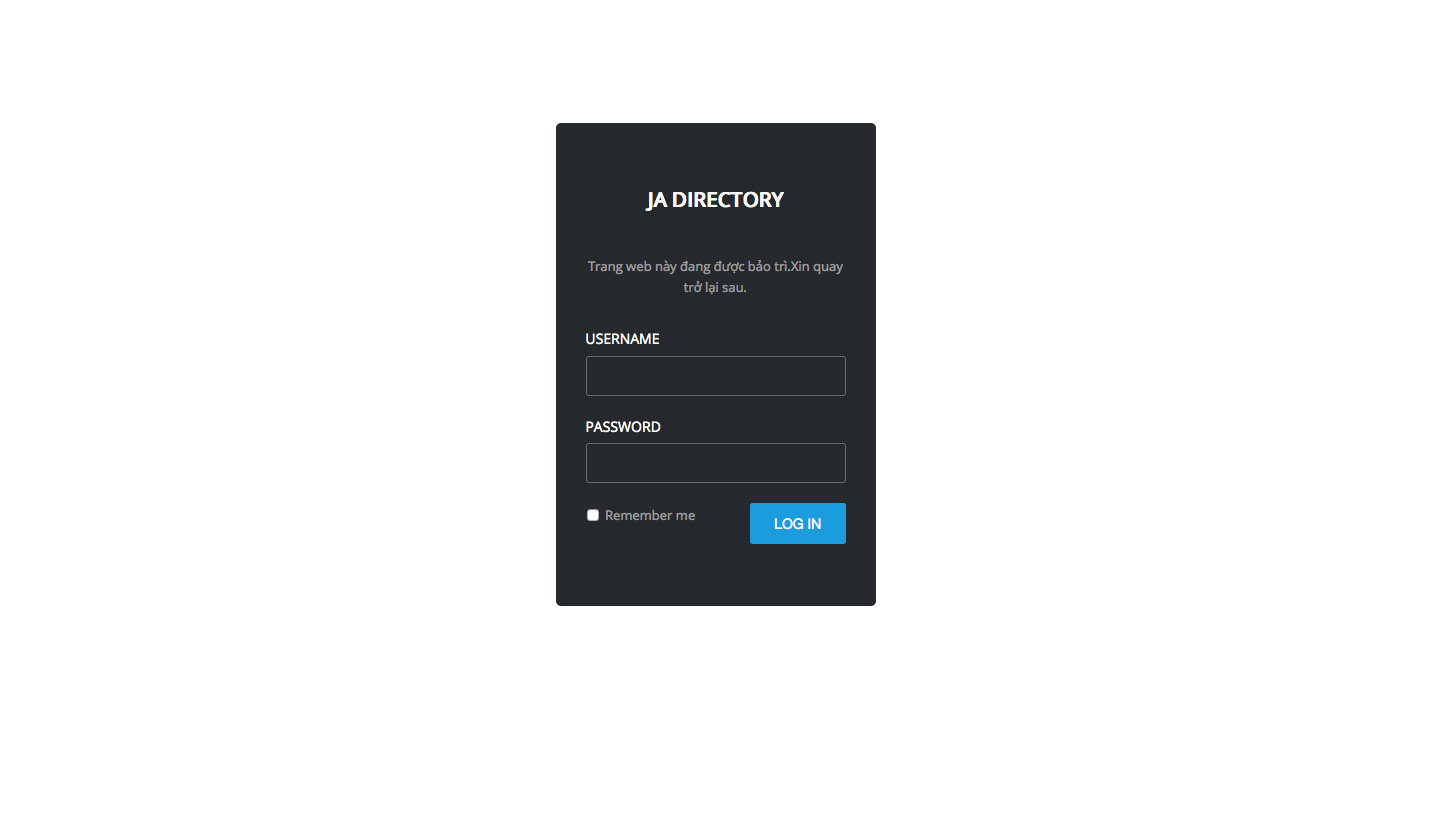 JA DIRECTORY
Trang web này đang được bảo trì.Xin quay
trở lại sau.
USERNAME
PASSWORD
Remember me
LOG IN